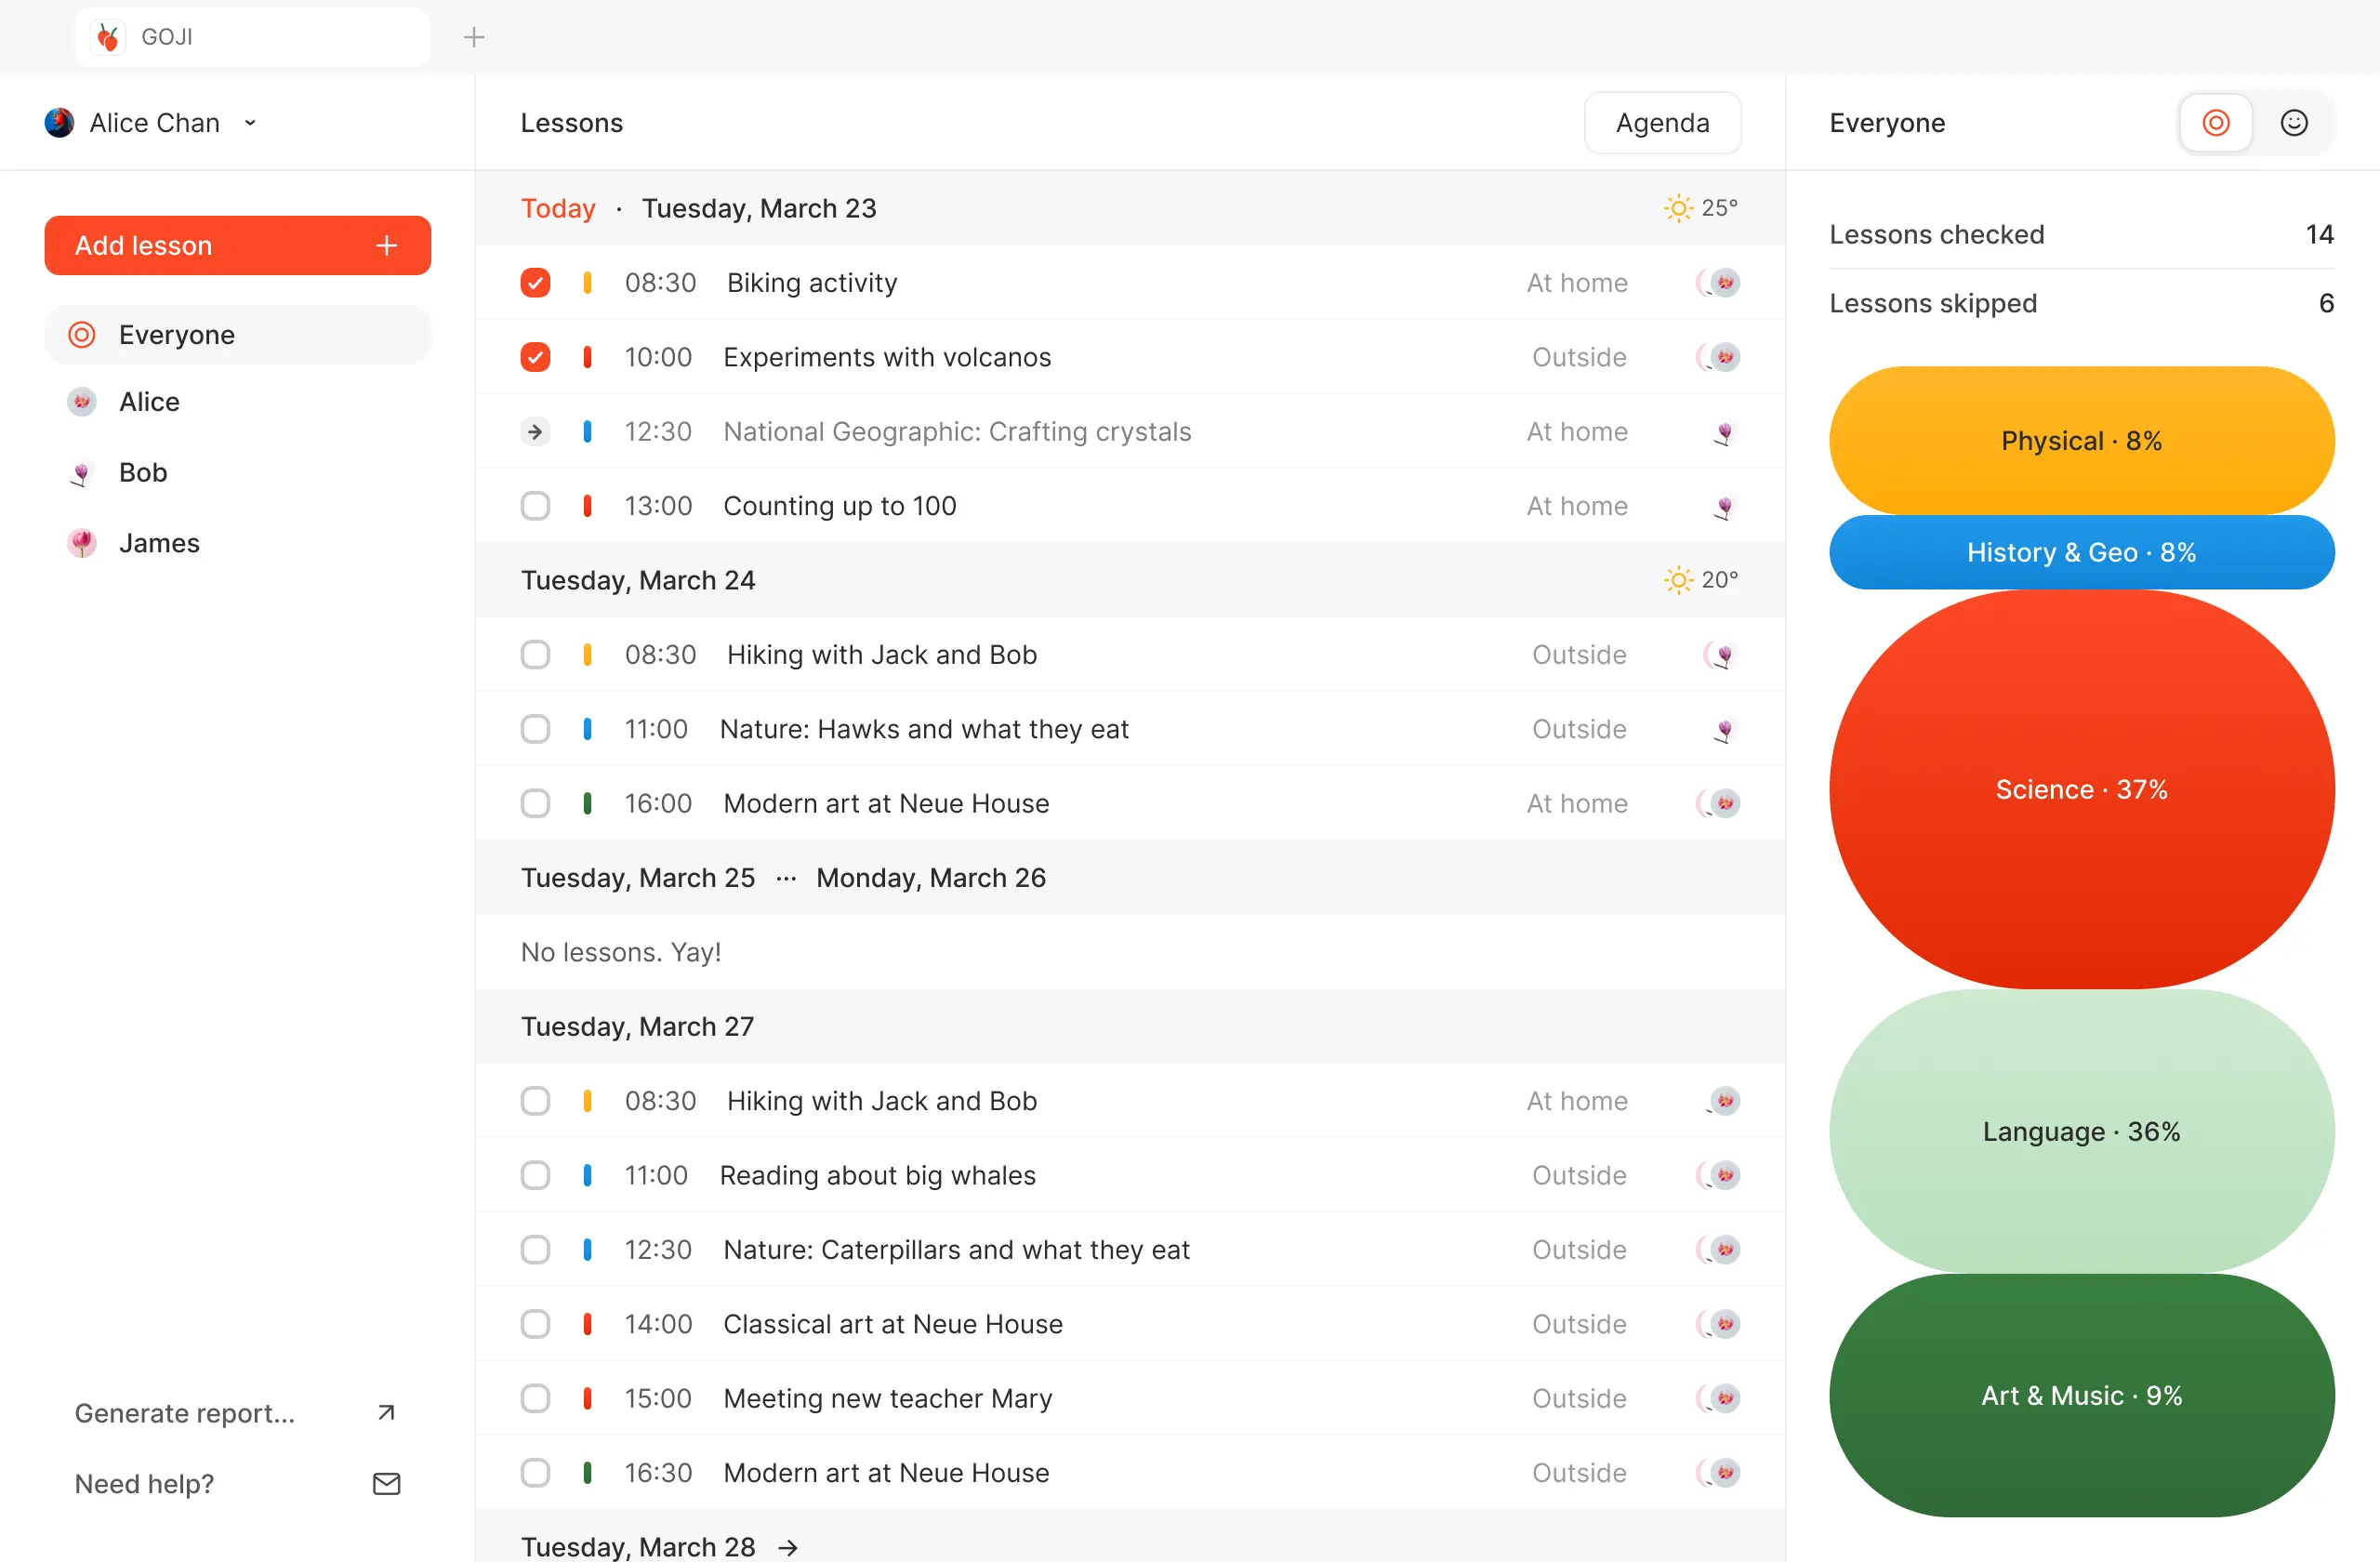 GOJI
Alice Chan
Add lesson
Everyone
Alice
Bob
James
Generate report...
Need help?
Lessons
Agenda
Today · Tuesday, March 23 25°
08:30 Biking activity At home
10:00 Experiments with volcanos Outside
12:30 National Geographic: Crafting crystals At home
13:00 Counting up to 100 At home
Tuesday, March 24 20°
08:30 Hiking with Jack and Bob Outside
11:00 Nature: Hawks and what they eat Outside
16:00 Modern art at Neue House At home
Tuesday, March 25 ··· Monday, March 26
No lessons. Yay!
Tuesday, March 27
08:30 Hiking with Jack and Bob At home
11:00 Reading about big whales Outside
12:30 Nature: Caterpillars and what they eat Outside
14:00 Classical art at Neue House Outside
15:00 Meeting new teacher Mary Outside
16:30 Modern art at Neue House Outside
Tuesday, March 28 →
Everyone
Lessons checked 14
Lessons skipped 6
Physical · 8%
History & Geo · 8%
Science · 37%
Language · 36%
Art & Music · 9%